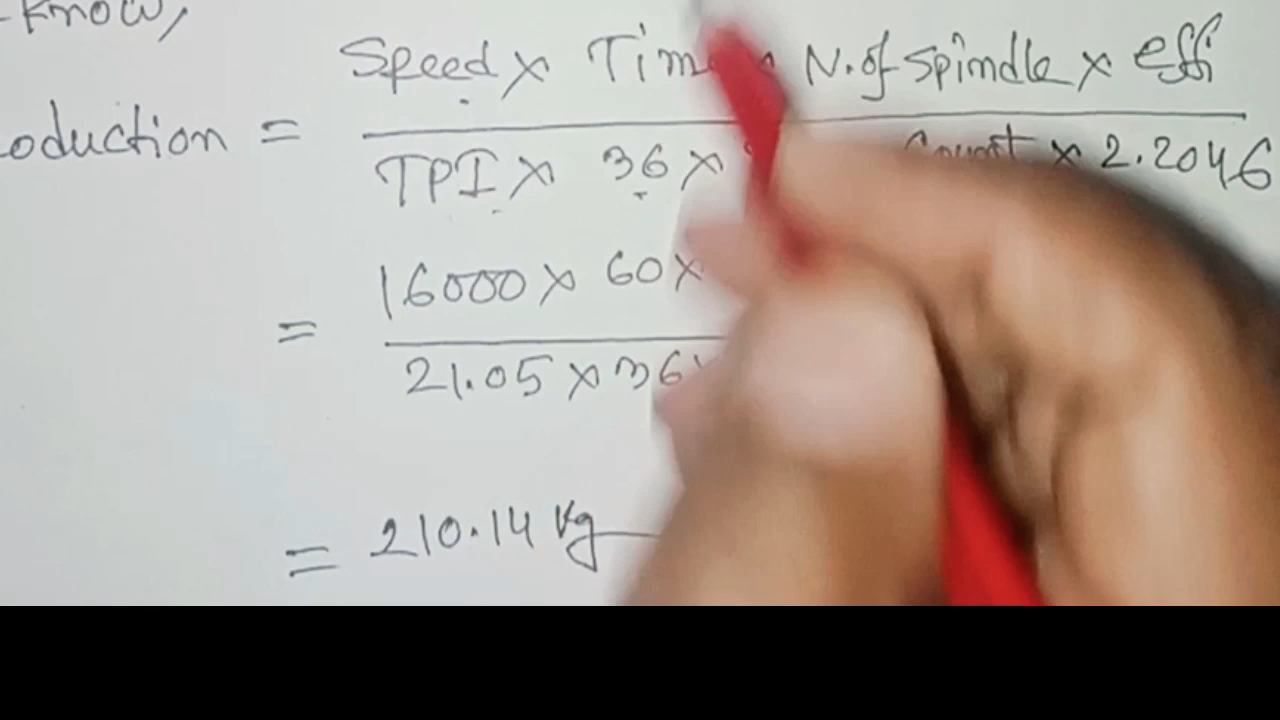 know,
Speed x Tim x N. of spindle x effi
oduction =
TPI x 36 x Count x 2.2046
16000 x 60 x
=
21.05 x 36
= 210.14 kg